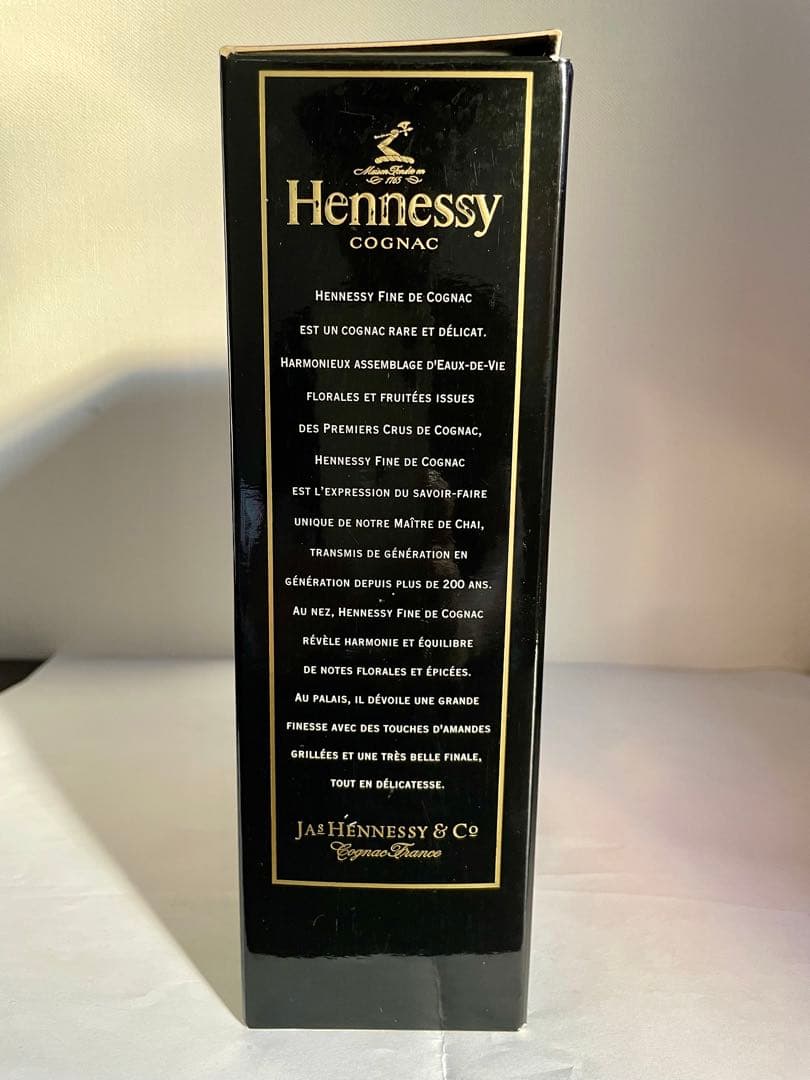 Maison Fondée en
1765
Hennessy
COGNAC
HENNESSY FINE DE COGNAC
EST UN COGNAC RARE ET DÉLICAT.
HARMONIEUX ASSEMBLAGE D'EAUX-DE-VIE
FLORALES ET FRUITÉES ISSUES
DES PREMIERS CRUS DE COGNAC,
HENNESSY FINE DE COGNAC
EST L'EXPRESSION DU SAVOIR-FAIRE
UNIQUE DE NOTRE MAÎTRE DE CHAI,
TRANSMIS DE GÉNÉRATION EN
GÉNÉRATION DEPUIS PLUS DE 200 ANS.
AU NEZ, HENNESSY FINE DE COGNAC
RÉVÈLE HARMONIE ET ÉQUILIBRE
DE NOTES FLORALES ET ÉPICÉES.
AU PALAIS, IL DÉVOILE UNE GRANDE
FINESSE AVEC DES TOUCHES D'AMANDES
GRILLÉES ET UNE TRÈS BELLE FINALE,
TOUT EN DÉLICATESSE.
JAS HENNESSY & CO
Cognac France